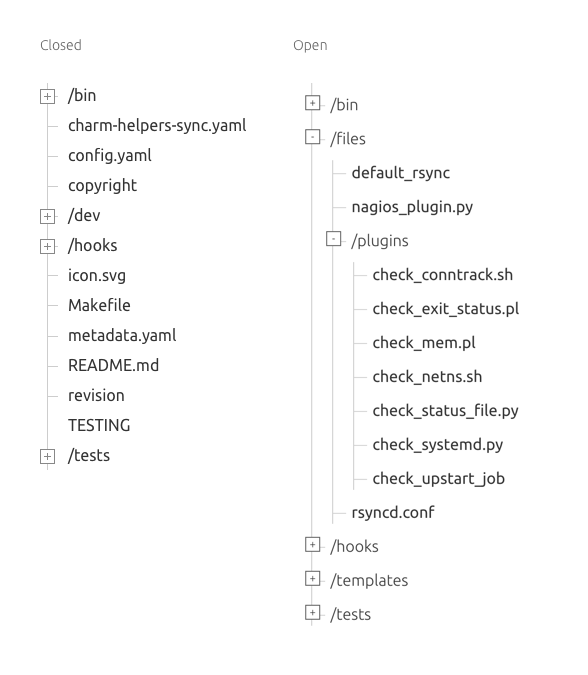 Closed
/bin
charm-helpers-sync.yaml
config.yaml
copyright
/dev
/hooks
icon.svg
Makefile
metadata.yaml
README.md
revision
TESTING
/tests
Open
/bin
/files
default_rsync
nagios_plugin.py
/plugins
check_conntrack.sh
check_exit_status.pl
check_mem.pl
check_netns.sh
check_status_file.py
check_systemd.py
check_upstart_job
rsyncd.conf
/hooks
/templates
/tests